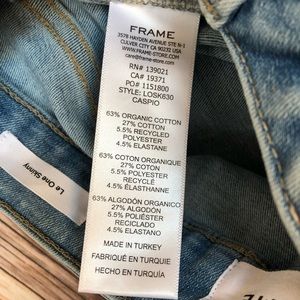 FRAME
3578 HAYDEN AVENUE STE N-1
CULVER CITY CA 90232 USA
WWW.FRAME-STORE.COM
care@frame-store.com
RN# 139021
CA# 19371
PO# 1151800
STYLE: LOSK630
CASPIO
63% ORGANIC COTTON
27% COTTON
5.5% RECYCLED
POLYESTER
4.5% ELASTANE
63% COTON ORGANIQUE
27% COTON
5.5% POLYESTER
RECYCLÉ
4.5% ÉLASTHANNE
63% ALGODÓN ORGANICO
27% ALGODÓN
5.5% POLIÉSTER
RECICLADO
4.5% ELASTANO
MADE IN TURKEY
FABRIQUÉ EN TURQUIE
HECHO EN TURQUÍA
Le One Skinny